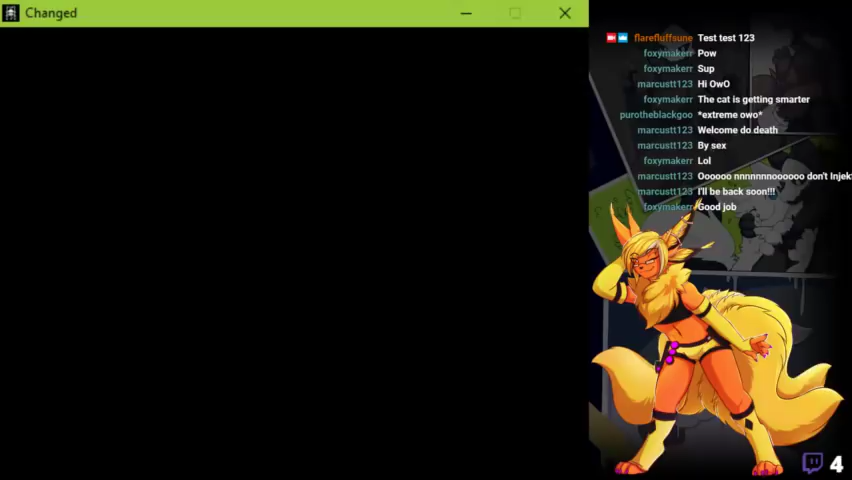 Changed
flarefluffsune Test test 123
foxymakerr Pow
foxymakerr Sup
marcustt123 Hi OwO
foxymakerr The cat is getting smarter
purotheblackgoo *extreme owo*
marcustt123 Welcome do death
marcustt123 By sex
foxymakerr Lol
marcustt123 Oooooo nnnnnnnoooooo don't Injek
marcustt123 I'll be back soon!!!
foxymakerr Good job
4